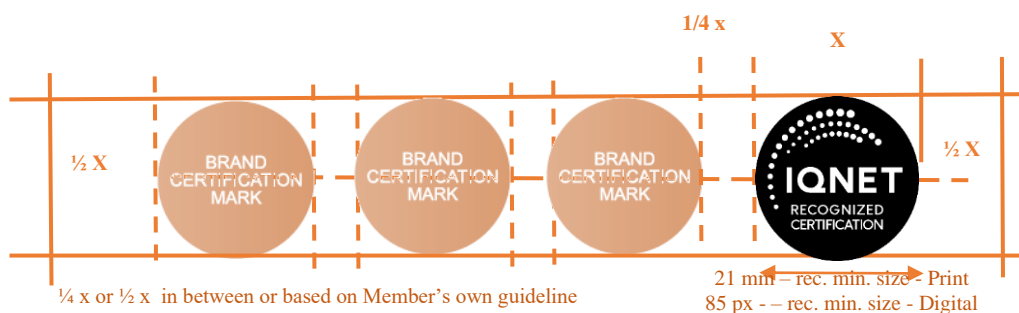 1/4 x
X
½ X
BRAND
CERTIFICATION
MARK
BRAND
CERTIFICATION
MARK
BRAND
CERTIFICATION
MARK
IQNET
RECOGNIZED
CERTIFICATION
½ X
¼ x or ½ x  in between or based on Member’s own guideline
21 mm – rec. min. size - Print
85 px - – rec. min. size - Digital